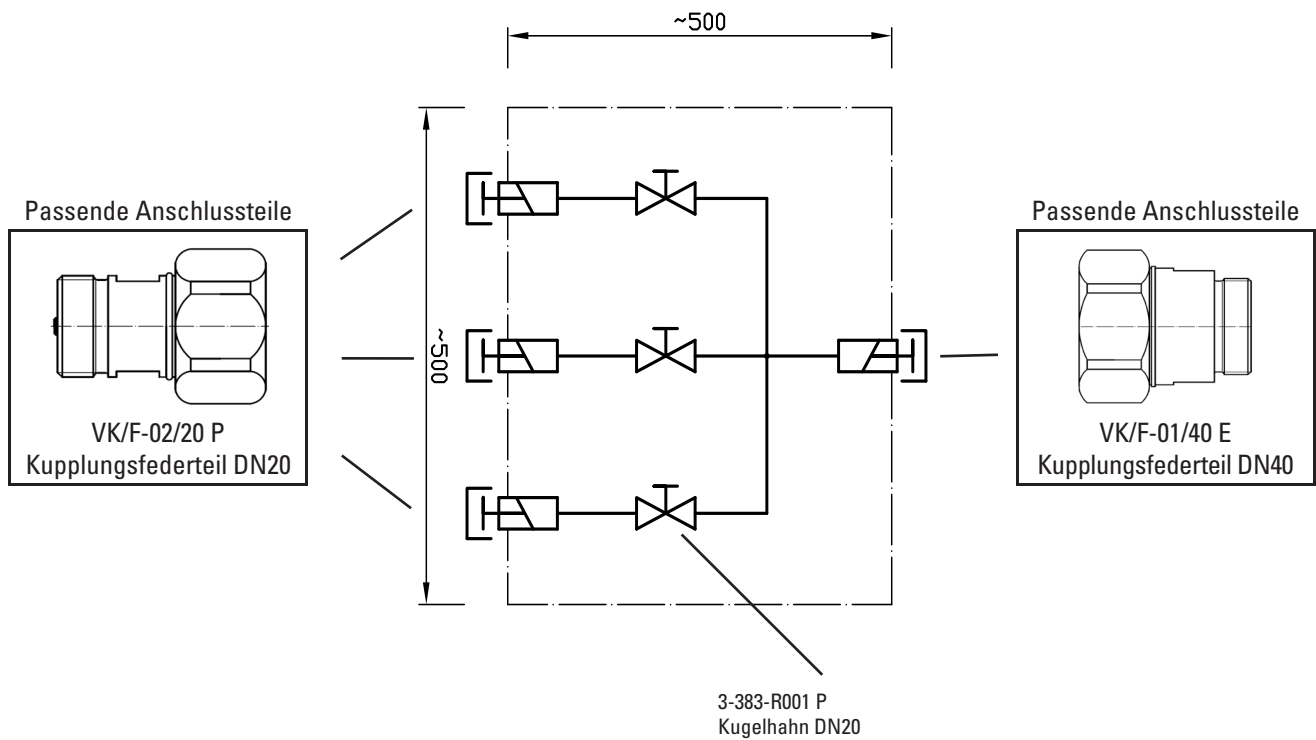 ~500
~500
Passende Anschlussteile
VK/F-02/20 P
Kupplungsfederteil DN20
Passende Anschlussteile
VK/F-01/40 E
Kupplungsfederteil DN40
3-383-R001 P
Kugelhahn DN20